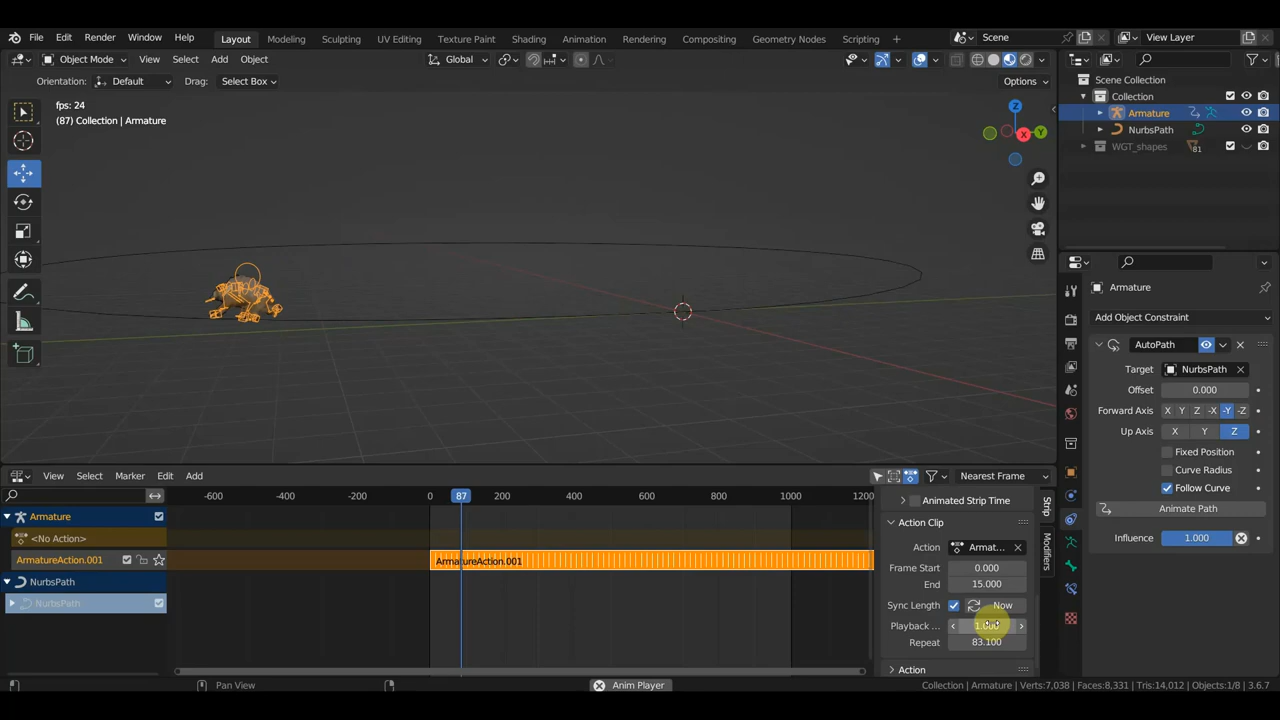 File Edit Render Window Help Layout Modeling Sculpting UV Editing Texture Paint Shading Animation Rendering Compositing Geometry Nodes Scripting + Scene View Layer
Object Mode View Select Add Object Global Options
Orientation: Default Drag: Select Box
fps: 24
(87) Collection | Armature
Z
Y
X
Scene Collection
Collection
Armature
NurbsPath
WGT_shapes 81
Armature
Add Object Constraint
AutoPath
Target NurbsPath
Offset 0.000
Forward Axis X Y Z -X -Y -Z
Up Axis X Y Z
Fixed Position
Curve Radius
Follow Curve
Animate Path
Influence 1.000
View Select Marker Edit Add Nearest Frame
-600 -400 -200 0 87 200 400 600 800 1000 1200
Armature
<No Action>
ArmatureAction.001 ArmatureAction.001
NurbsPath
NurbsPath
Animated Strip Time
Action Clip
Action Armat...
Frame Start 0.000
End 15.000
Sync Length Now
Playback ... 1.000
Repeat 83.100
Action
Strip
Modifiers
Pan View Anim Player Collection | Armature | Verts:7,038 | Faces:8,331 | Tris:14,012 | Objects:1/8 | 3.6.7